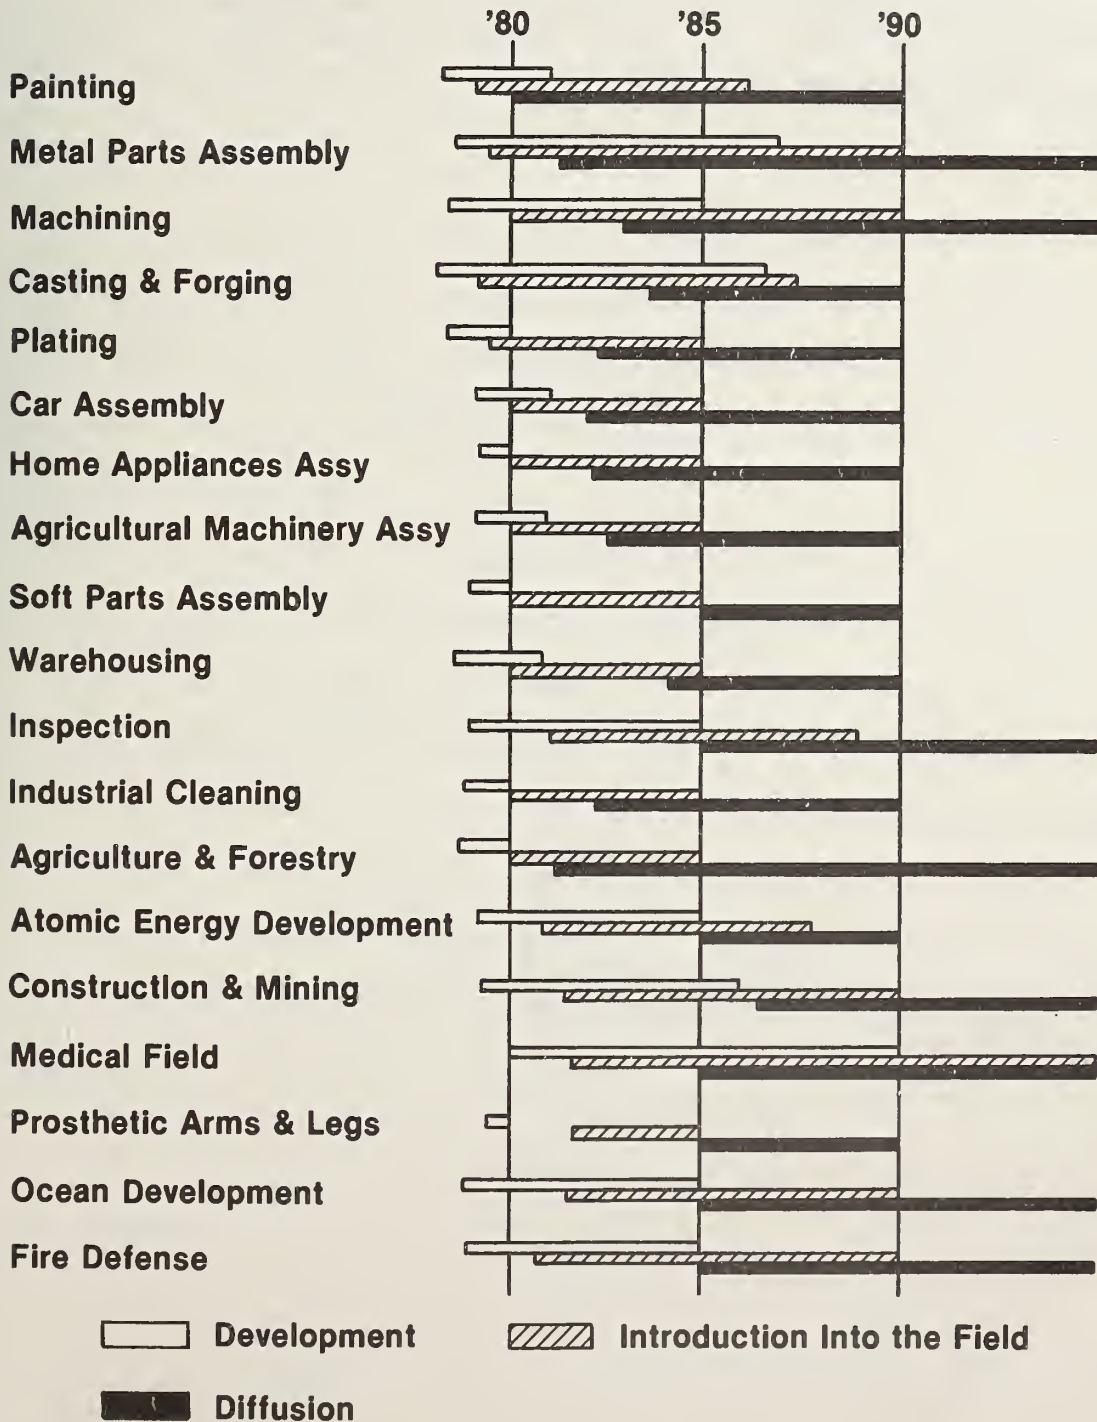 '80 '85 '90
Painting
Metal Parts Assembly
Machining
Casting & Forging
Plating
Car Assembly
Home Appliances Assy
Agricultural Machinery Assy
Soft Parts Assembly
Warehousing
Inspection
Industrial Cleaning
Agriculture & Forestry
Atomic Energy Development
Construction & Mining
Medical Field
Prosthetic Arms & Legs
Ocean Development
Fire Defense
Development Introduction Into the Field
Diffusion